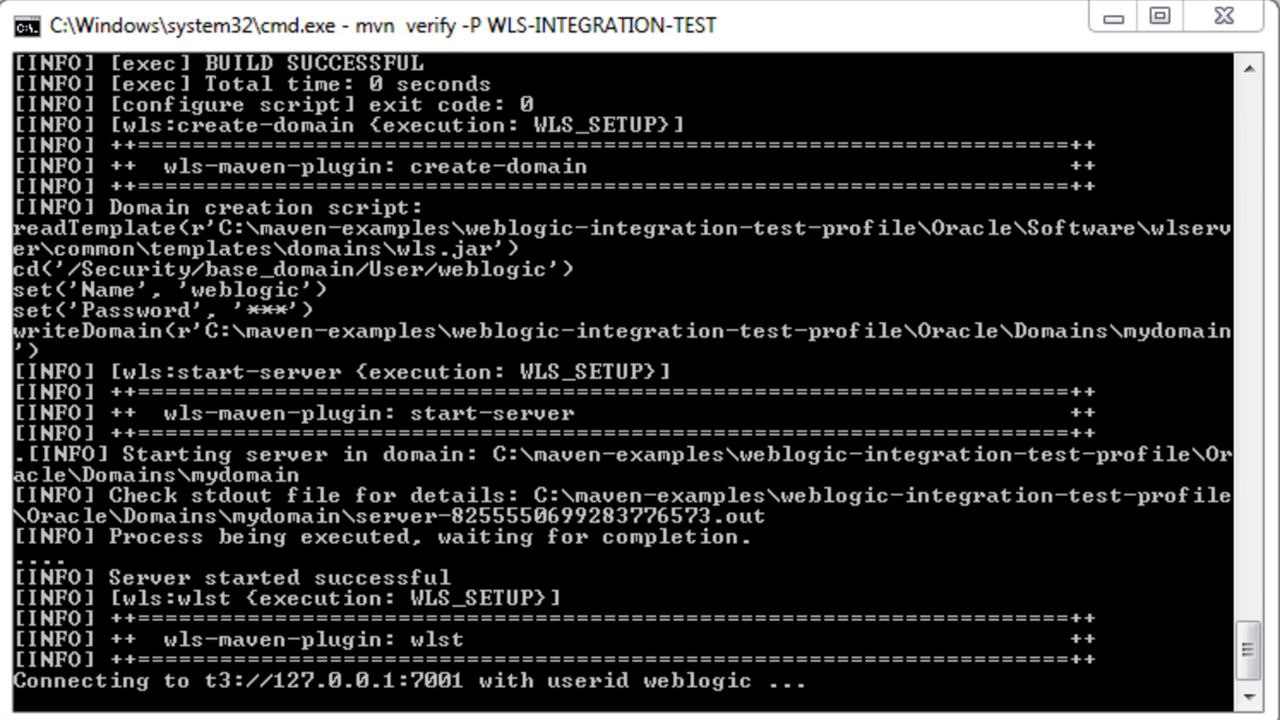 C:\Windows\system32\cmd.exe - mvn  verify -P WLS-INTEGRATION-TEST
[INFO] [exec] BUILD SUCCESSFUL
[INFO] [exec] Total time: 0 seconds
[INFO] [configure script] exit code: 0
[INFO] [wls:create-domain {execution: WLS_SETUP}]
[INFO] ++====================================================================++
[INFO] ++  wls-maven-plugin: create-domain                                    ++
[INFO] ++====================================================================++
[INFO] Domain creation script:
readTemplate(r'C:\maven-examples\weblogic-integration-test-profile\Oracle\Software\wlserv
er\common\templates\domains\wls.jar')
cd('/Security/base_domain/User/weblogic')
set('Name', 'weblogic')
set('Password', '***')
writeDomain(r'C:\maven-examples\weblogic-integration-test-profile\Oracle\Domains\mydomain
')
[INFO] [wls:start-server {execution: WLS_SETUP}]
[INFO] ++====================================================================++
[INFO] ++  wls-maven-plugin: start-server                                     ++
[INFO] ++====================================================================++
.[INFO] Starting server in domain: C:\maven-examples\weblogic-integration-test-profile\Or
acle\Domains\mydomain
[INFO] Check stdout file for details: C:\maven-examples\weblogic-integration-test-profile
\Oracle\Domains\mydomain\server-8255550699283776573.out
[INFO] Process being executed, waiting for completion.
....
[INFO] Server started successful
[INFO] [wls:wlst {execution: WLS_SETUP}]
[INFO] ++====================================================================++
[INFO] ++  wls-maven-plugin: wlst                                             ++
[INFO] ++====================================================================++
Connecting to t3://127.0.0.1:7001 with userid weblogic ...